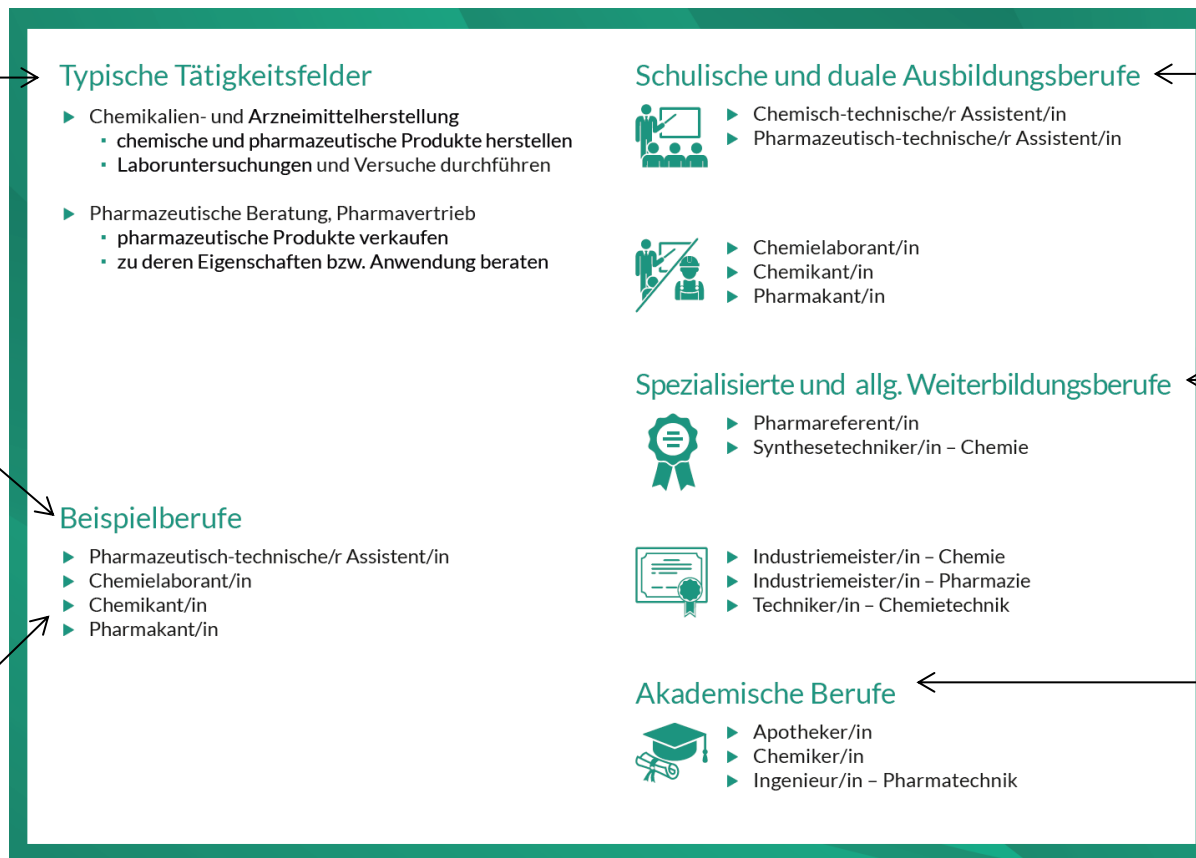 Typische Tätigkeitsfelder
Chemikalien- und Arzneimittelherstellung
chemische und pharmazeutische Produkte herstellen
Laboruntersuchungen und Versuche durchführen
Pharmazeutische Beratung, Pharmavertrieb
pharmazeutische Produkte verkaufen
zu deren Eigenschaften bzw. Anwendung beraten
Beispielberufe
Pharmazeutisch-technische/r Assistent/in
Chemielaborant/in
Chemikant/in
Pharmakant/in
Schulische und duale Ausbildungsberufe
Chemisch-technische/r Assistent/in
Pharmazeutisch-technische/r Assistent/in
Chemielaborant/in
Chemikant/in
Pharmakant/in
Spezialisierte und allg. Weiterbildungsberufe
Pharmareferent/in
Synthesetechniker/in – Chemie
Industriemeister/in – Chemie
Industriemeister/in – Pharmazie
Techniker/in – Chemietechnik
Akademische Berufe
Apotheker/in
Chemiker/in
Ingenieur/in – Pharmatechnik